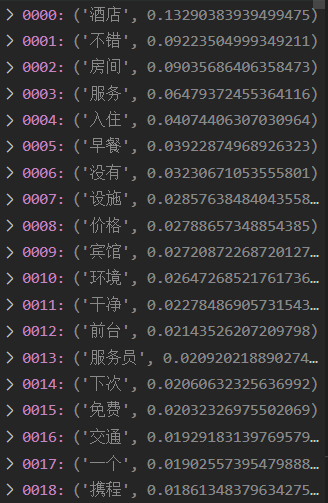 > 0000: ('酒店', 0.13290383939499475)
> 0001: ('不错', 0.09223504999349211)
> 0002: ('房间', 0.09035686406358473)
> 0003: ('服务', 0.06479372455364116)
> 0004: ('入住', 0.04074406307030964)
> 0005: ('早餐', 0.03922874968926323)
> 0006: ('没有', 0.03230671053555801)
> 0007: ('设施', 0.02857638484043558…
> 0008: ('价格', 0.02788657348854385)
> 0009: ('宾馆', 0.02720872268720127…
> 0010: ('环境', 0.02647268521761736…
> 0011: ('干净', 0.02278486905731543…
> 0012: ('前台', 0.02143526207209798)
> 0013: ('服务员', 0.020920218890274…
> 0014: ('下次', 0.02060632325636992)
> 0015: ('免费', 0.02032326975502069)
> 0016: ('交通', 0.01929183139769579…
> 0017: ('一个', 0.01902557395479888…
> 0018: ('携程', 0.01861348379634275…